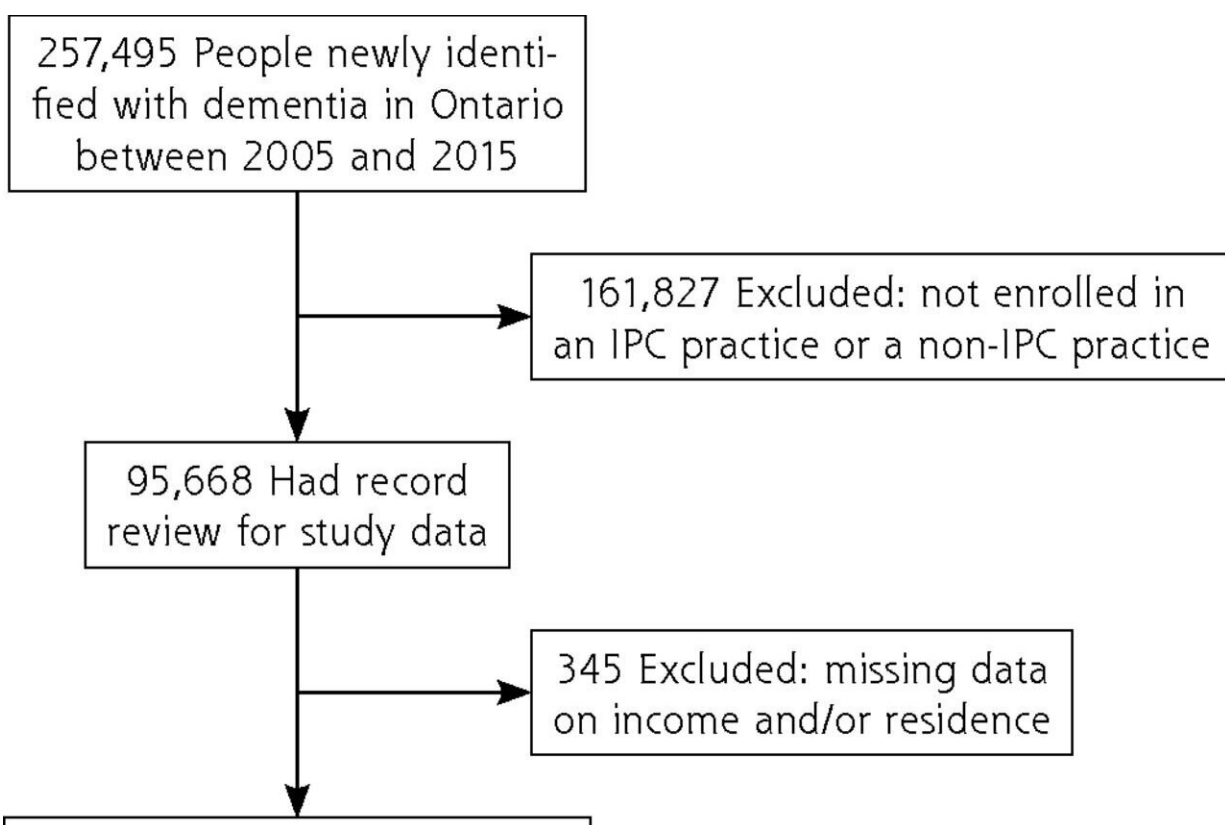 257,495 People newly identi-
fied with dementia in Ontario
between 2005 and 2015
161,827 Excluded: not enrolled in
an IPC practice or a non-IPC practice
95,668 Had record
review for study data
345 Excluded: missing data
on income and/or residence